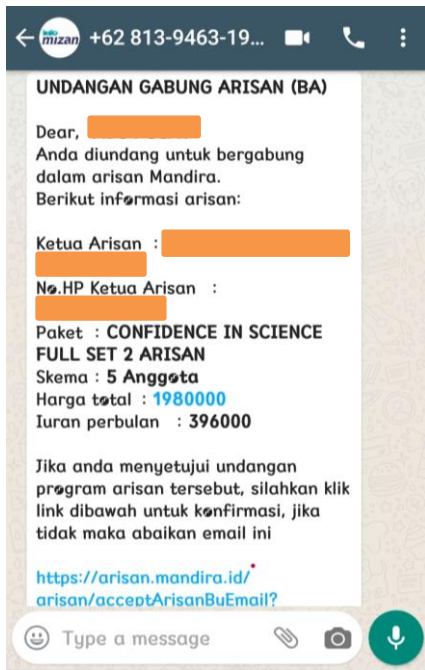 info
mizan +62 813-9463-19...
UNDANGAN GABUNG ARISAN (BA)
Dear,
Anda diundang untuk bergabung
dalam arisan Mandira.
Berikut informasi arisan:
Ketua Arisan :
No.HP Ketua Arisan :
Paket : CONFIDENCE IN SCIENCE
FULL SET 2 ARISAN
Skema : 5 Anggota
Harga total : 1980000
Iuran perbulan : 396000
Jika anda menyetujui undangan
program arisan tersebut, silahkan klik
link dibawah untuk konfirmasi, jika
tidak maka abaikan email ini
https://arisan.mandira.id/
arisan/acceptArisanBuEmail?
Type a message